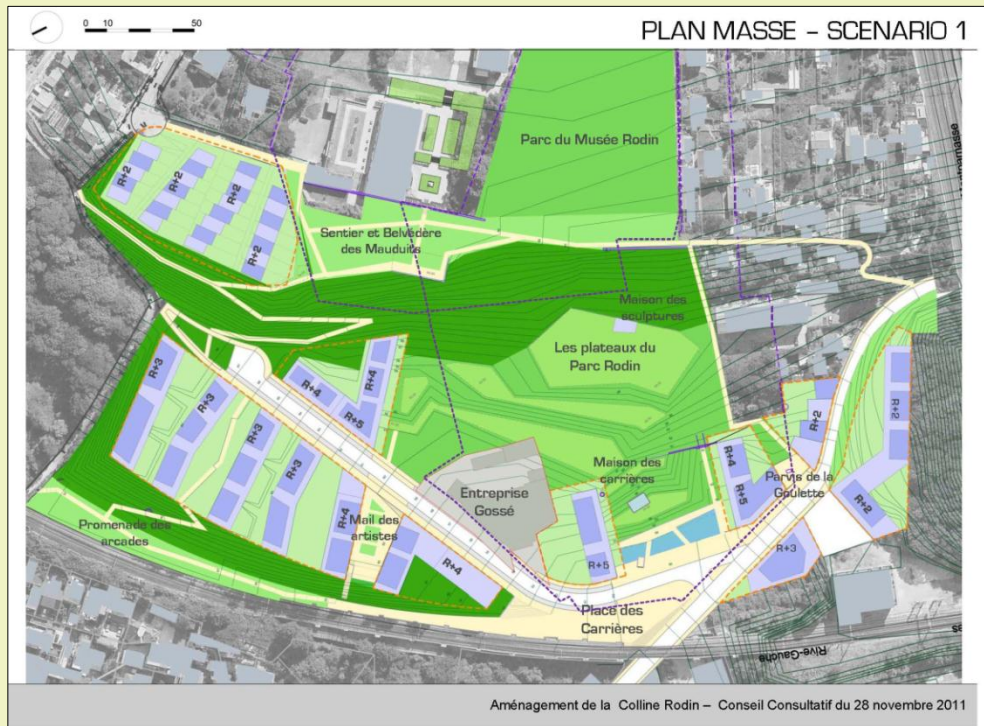 0 10 50
PLAN MASSE – SCENARIO 1
Parc du Musée Rodin
R+2
R+2
R+2
R+2
Sentier et Belvédère
des Mauduits
Maison des
sculptures
Les plateaux du
Parc Rodin
R+3
R+3
R+3
R+3
R+4
R+4
R+5
R+4
R+4
Maison des
carrières
Entreprise
Gossé
Mail des
artistes
Promenade des
arcades
R+5
R+4
R+5
R+2
R+2
R+2
Parvis de la
Goulette
R+3
Place des
Carrières
Rive-Gauche
Aménagement de la Colline Rodin – Conseil Consultatif du 28 novembre 2011